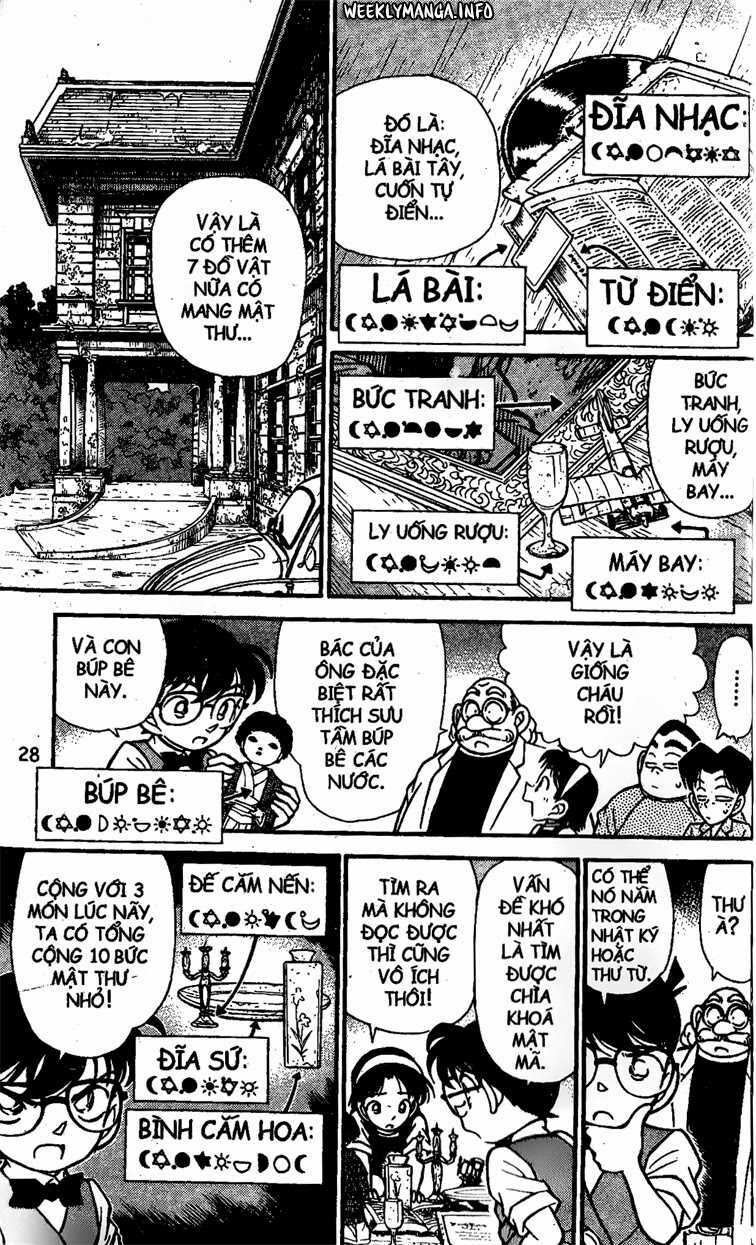 WEEKLYMANGA.INFO
VẬY LÀ
CÓ THÊM
7 ĐỒ VẬT
NỮA CÓ
MANG MẬT
THƯ...
ĐÓ LÀ:
ĐĨA NHẠC,
LÁ BÀI TÂY,
CUỐN TỰ
ĐIỂN...
ĐĨA NHẠC:
LÁ BÀI:
TỪ ĐIỂN:
BỨC
TRANH,
LY UỐNG
RƯỢU,
MÁY
BAY...
BỨC TRANH:
LY UỐNG RƯỢU:
MÁY BAY:
VÀ CON
BÚP BÊ
NÀY.
BÁC CỦA
ÔNG ĐẶC
BIỆT RẤT
THÍCH SƯU
TẦM BÚP
BÊ CÁC
NƯỚC.
VẬY LÀ
GIỐNG
CHÁU
RỒI!
........
28
BÚP BÊ:
CỘNG VỚI 3
MÓN LÚC NÃY,
TA CÓ TỔNG
CỘNG 10 BỨC
MẬT THƯ
NHỎ!
ĐẾ CẮM NẾN:
ĐĨA SỨ:
BÌNH CẮM HOA:
TÌM RA
MÀ KHÔNG
ĐỌC ĐƯỢC
THÌ CŨNG
VÔ ÍCH
THÔI!
VẤN
ĐỀ KHÓ
NHẤT
LÀ TÌM
ĐƯỢC
CHÌA
KHOÁ
MẬT
MÃ.
CÓ THỂ
NÓ NẰM
TRONG
NHẬT KÝ
HOẶC
THƯ TỪ.
THƯ
À?